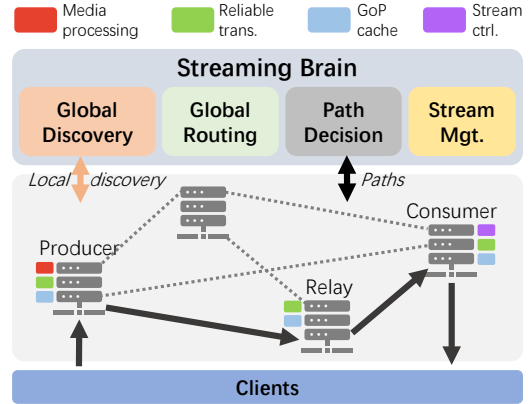 Media processing
Reliable trans.
GoP cache
Stream ctrl.
Streaming Brain
Global Discovery
Global Routing
Path Decision
Stream Mgt.
Local discovery
Paths
Consumer
Producer
Relay
Clients